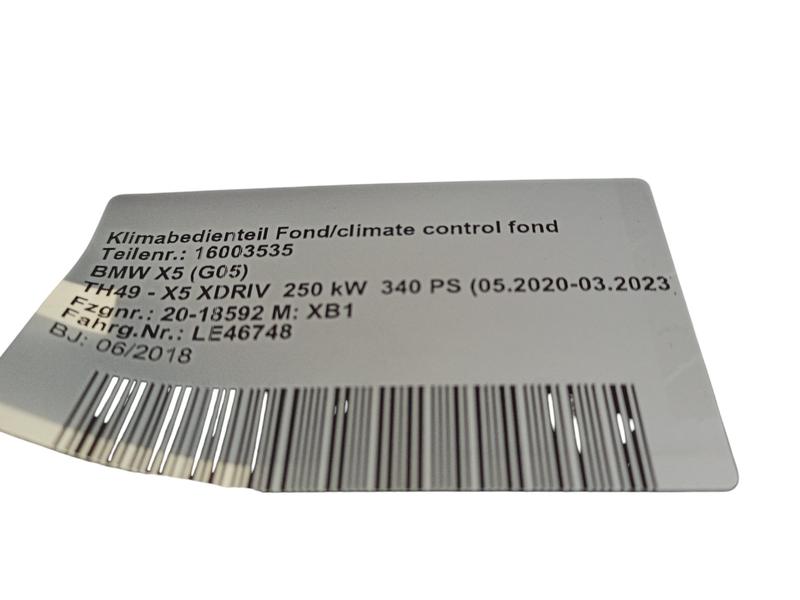 Klimabedienteil Fond/climate control fond
Teilenr.: 16003535
BMW X5 (G05)
TH49 - X5 XDRIV 250 kW 340 PS (05.2020-03.2023
Fzgnr.: 20-18592 M: XB1
Fahrg.Nr.: LE46748
BJ: 06/2018